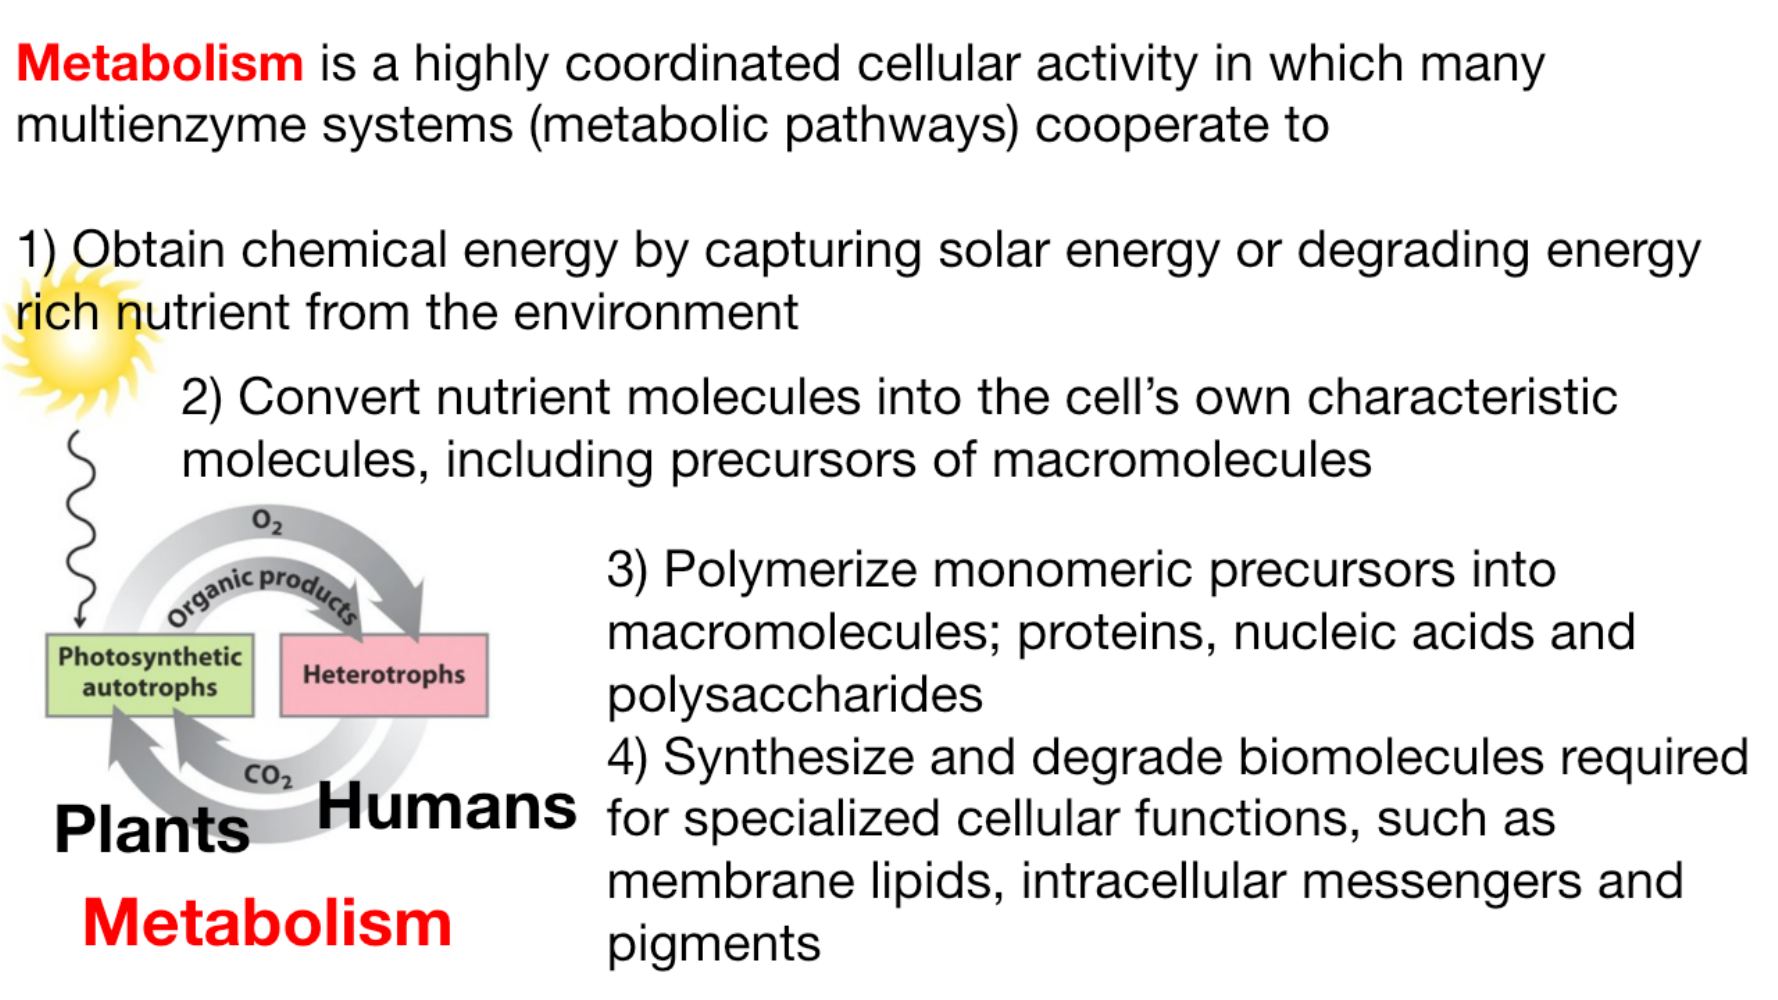 Metabolism is a highly coordinated cellular activity in which many
multienzyme systems (metabolic pathways) cooperate to
1) Obtain chemical energy by capturing solar energy or degrading energy
rich nutrient from the environment
2) Convert nutrient molecules into the cell’s own characteristic
molecules, including precursors of macromolecules
O₂
Organic products
Photosynthetic
autotrophs
Heterotrophs
CO₂
Plants
Humans
Metabolism
3) Polymerize monomeric precursors into
macromolecules; proteins, nucleic acids and
polysaccharides
4) Synthesize and degrade biomolecules required
for specialized cellular functions, such as
membrane lipids, intracellular messengers and
pigments